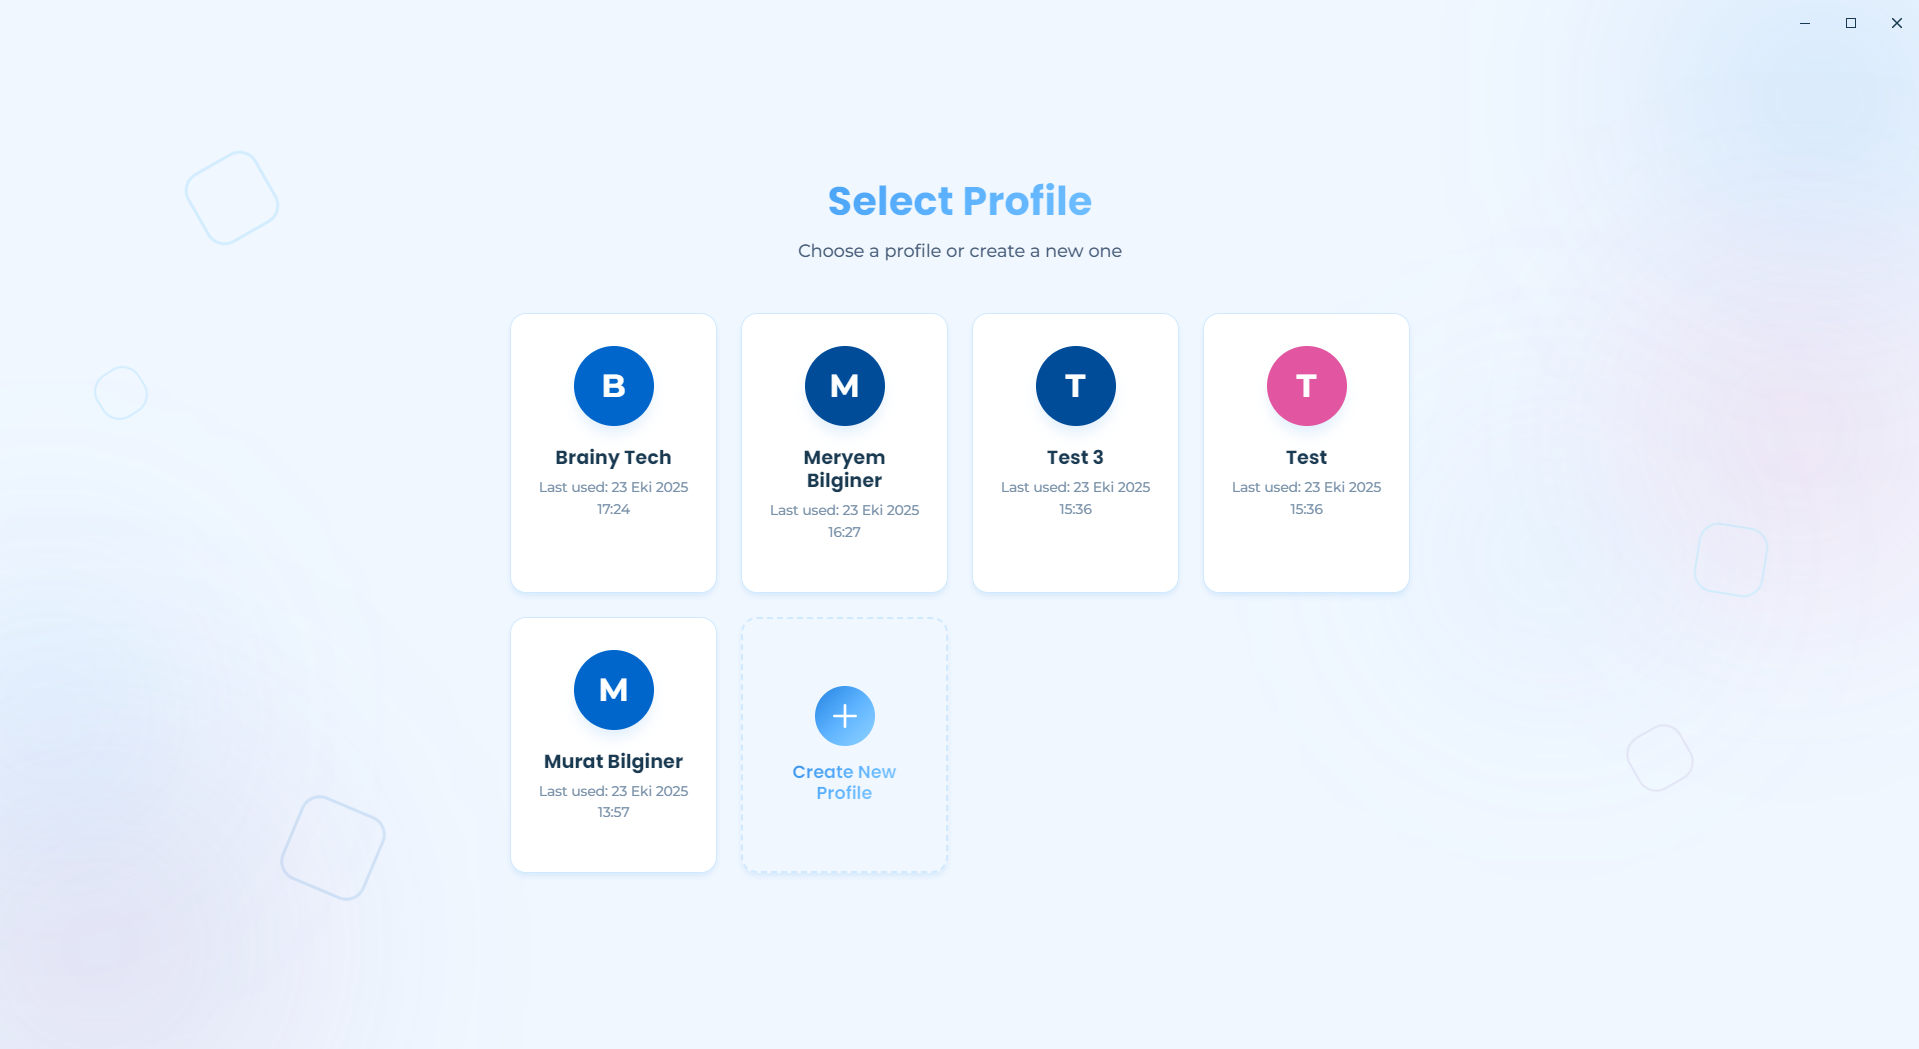 Select Profile
Choose a profile or create a new one
B
Brainy Tech
Last used: 23 Eki 2025
17:24
M
Meryem
Bilginer
Last used: 23 Eki 2025
16:27
T
Test 3
Last used: 23 Eki 2025
15:36
T
Test
Last used: 23 Eki 2025
15:36
M
Murat Bilginer
Last used: 23 Eki 2025
13:57
Create New
Profile